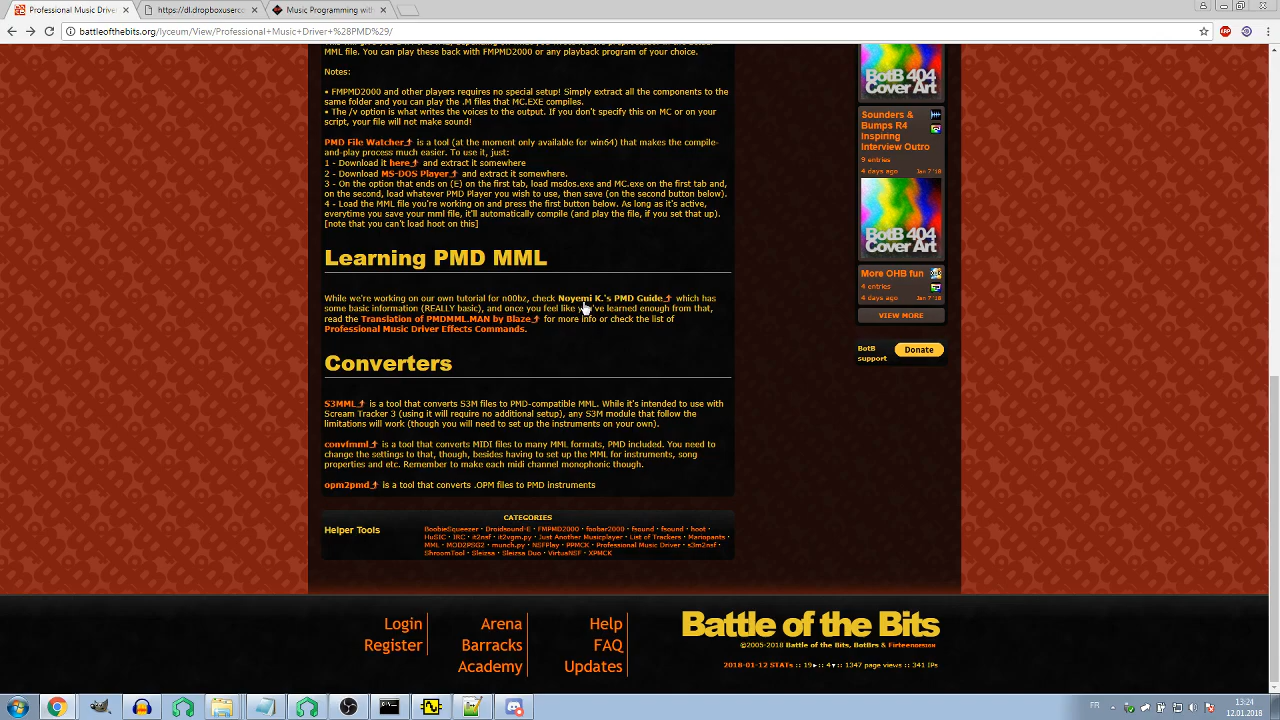 Professional Music Driver (P
https://dl.dropboxuserco
Music Programming with
battleofthebits.org/lyceum/View/Professional+Music+Driver+%28PMD%29/
MML file. You can play these back with FMPMD2000 or any playback program of your choice.
Notes:
• FMPMD2000 and other players requires no special setup! Simply extract all the components to the
same folder and you can play the .M files that MC.EXE compiles.
• The /v option is what writes the voices to the output. If you don't specify this on MC or on your
script, your file will not make sound!
PMD File Watcher is a tool (at the moment only available for win64) that makes the compile-
and-play process much easier. To use it, just:
1 - Download it here and extract it somewhere
2 - Download MS-DOS Player and extract it somewhere.
3 - On the option that ends on (E) on the first tab, load msdos.exe and MC.exe on the first tab and,
on the second, load whatever PMD Player you wish to use, then save (on the second button below).
4 - Load the MML file you're working on and press the first button below. As long as it's active,
everytime you save your mml file, it'll automatically compile (and play the file, if you set that up).
[note that you can't load hoot on this]
Learning PMD MML
While we're working on our own tutorial for n00bz, check Noyemi K.'s PMD Guide which has
some basic information (REALLY basic), and once you feel like you've learned enough from that,
read the Translation of PMDMML.MAN by Blaze for more info or check the list of
Professional Music Driver Effects Commands.
Converters
S3MML is a tool that converts S3M files to PMD-compatible MML. While it's intended to use with
Scream Tracker 3 (using it will require no additional setup), any S3M module that follow the
limitations will work (though you will need to set up the instruments on your own).
convfmml is a tool that converts MIDI files to many MML formats, PMD included. You need to
change the settings to that, though, besides having to set up the MML for instruments, song
properties and etc. Remember to make each midi channel monophonic though.
opm2pmd is a tool that converts .OPM files to PMD instruments
CATEGORIES
Helper Tools
BoobieSqueezer · Droidsound-E · FMPMD2000 · foobar2000 · fsound · fsound · hoot ·
HuSIC · IRC · it2nsf · it2vgm.py · Just Another Musicplayer · List of Trackers · Mariopants ·
MML · MOD2PSG2 · munch.py · NSFPlay · PPMCK · Professional Music Driver · s3m2nsf ·
ShroomTool · Sleizsa · Sleizsa Duo · VirtuaNSF · XPMCK
BotB 404
Cover Art
Sounders &
Bumps R4
Inspiring
Interview Outro
9 entries
4 days ago Jan 7 '18
BotB 404
Cover Art
More OHB fun
4 entries
4 days ago Jan 7 '18
VIEW MORE
BotB
support
Donate
Login
Register
Arena
Barracks
Academy
Help
FAQ
Updates
Battle of the Bits
©2005-2018 Battle of the Bits, BotBrs & Firteenorsion
2018-01-12 STATs :: 19 :: 4 :: 1347 page views :: 341 IPs
FR
13:24
12.01.2018